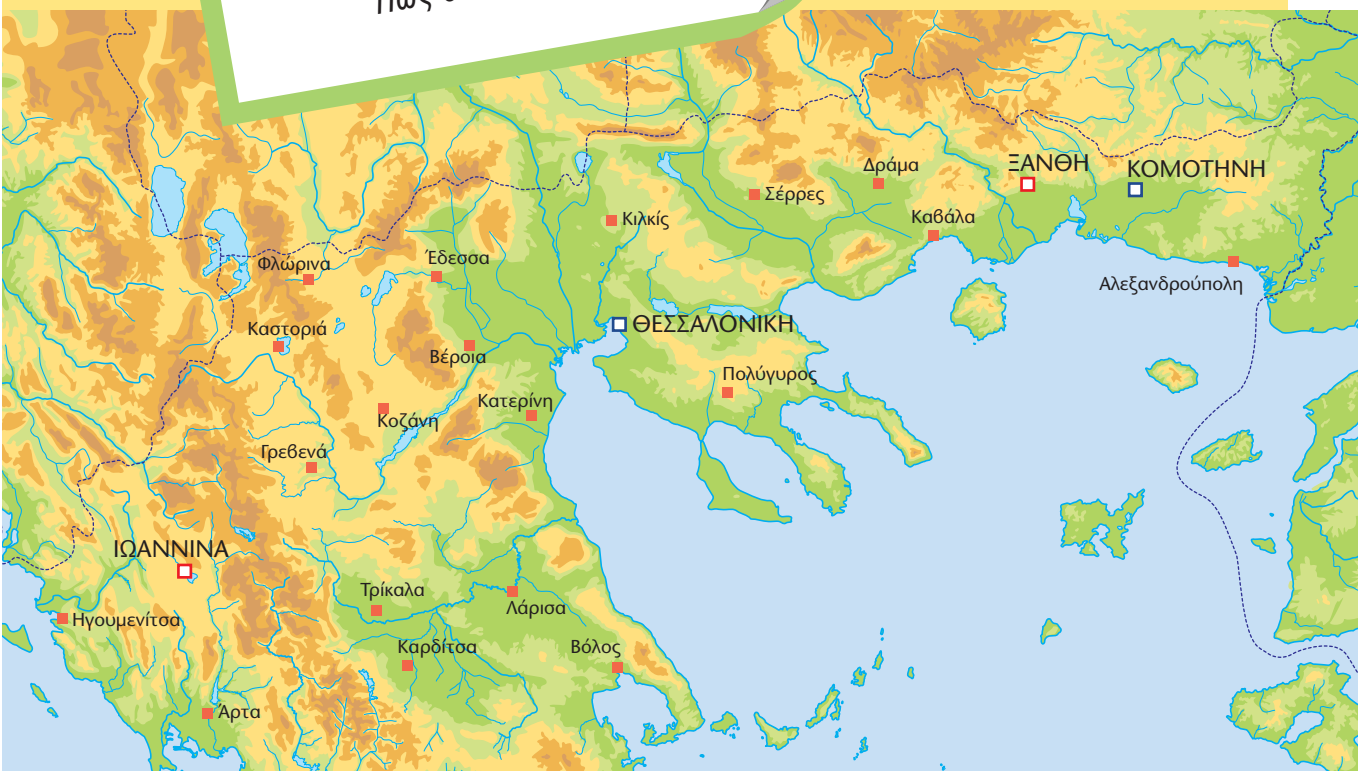 Πώς
Δράμα
ΞΑΝΘΗ
ΚΟΜΟΤΗΝΗ
Σέρρες
Κιλκίς
Καβάλα
Φλώρινα
Έδεσσα
Αλεξανδρούπολη
Καστοριά
ΘΕΣΣΑΛΟΝΙΚΗ
Βέροια
Πολύγυρος
Κατερίνη
Κοζάνη
Γρεβενά
ΙΩΑΝΝΙΝΑ
Τρίκαλα
Λάρισα
Ηγουμενίτσα
Καρδίτσα
Βόλος
Άρτα